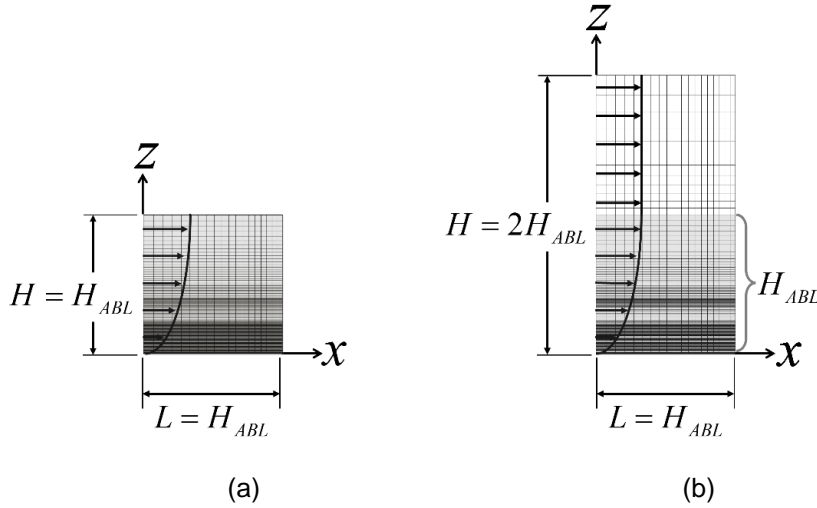 z
H = H_ABL
x
L = H_ABL
(a)
z
H = 2H_ABL
H_ABL
x
L = H_ABL
(b)